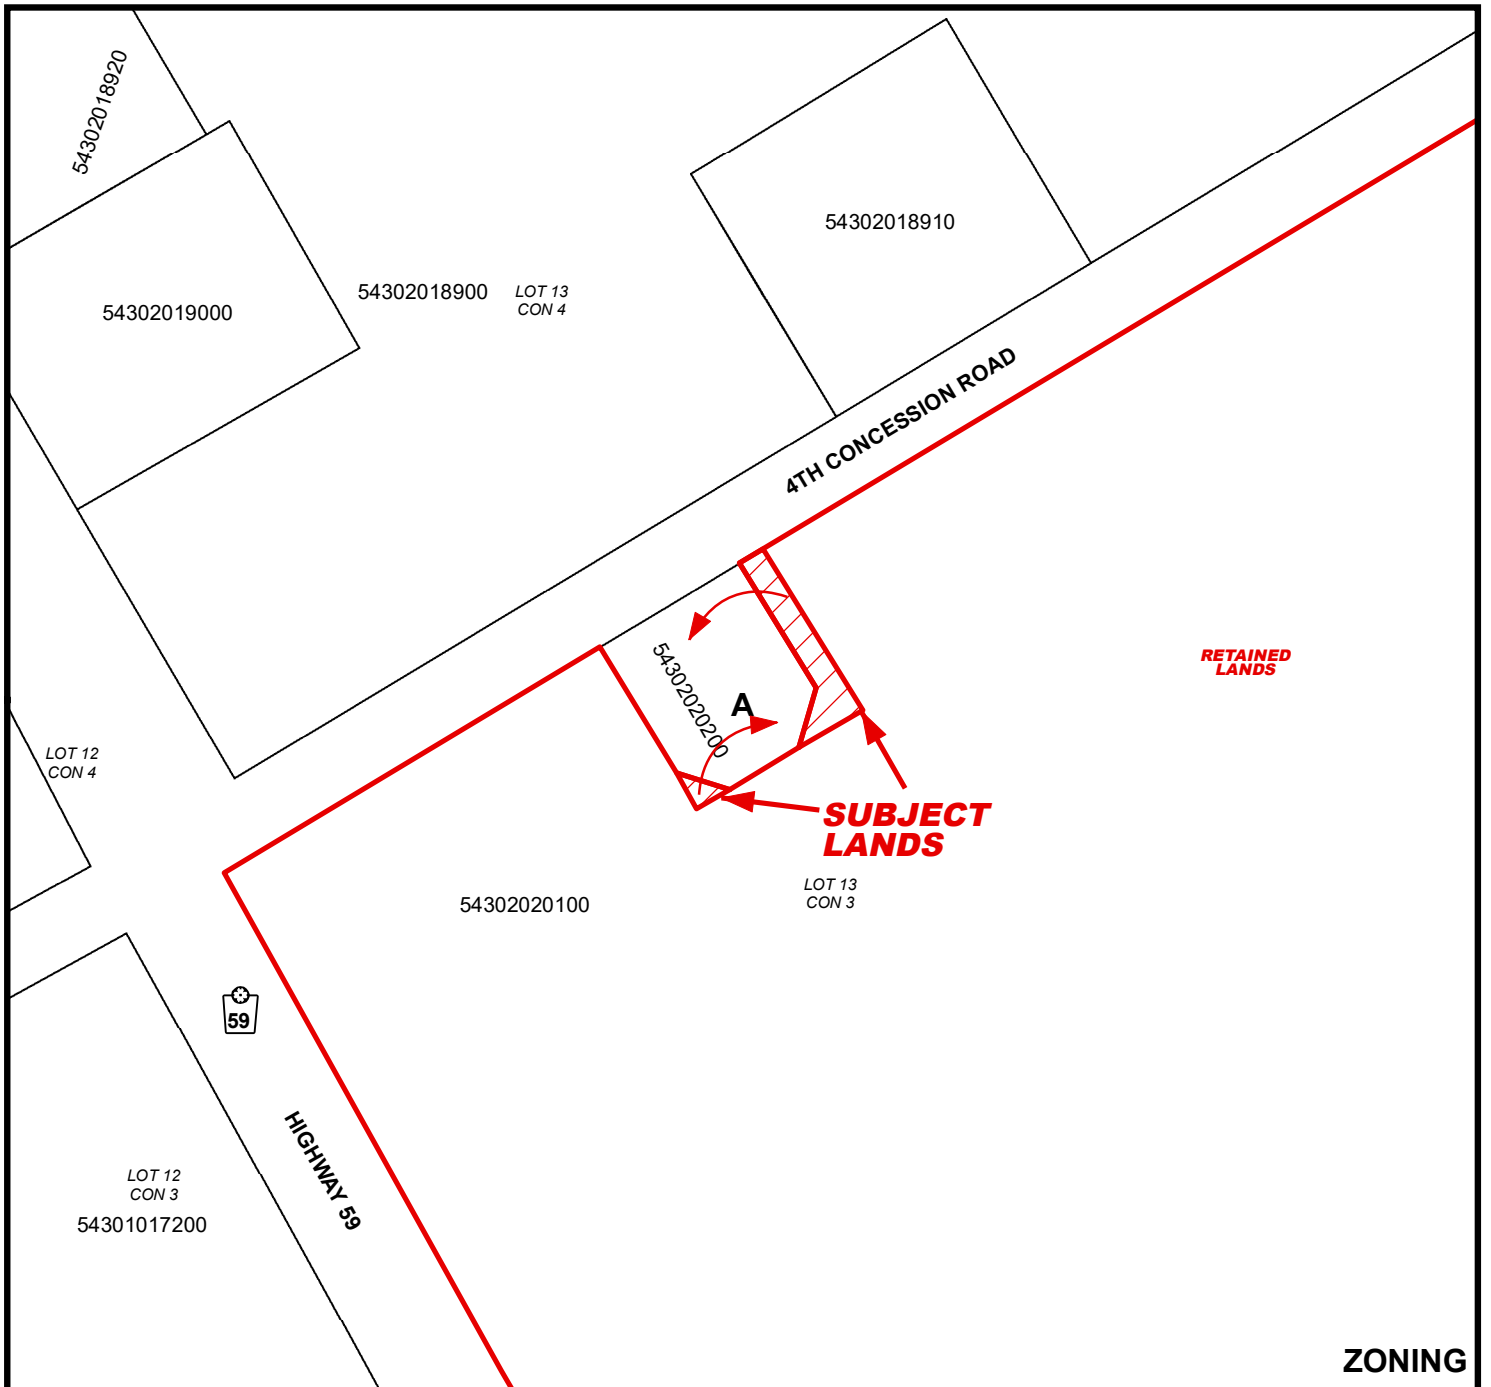 54302018920
54302018910
54302019000
54302018900
LOT 13
CON 4
4TH CONCESSION ROAD
54302020200
A
RETAINED
LANDS
LOT 12
CON 4
SUBJECT
LANDS
LOT 13
CON 3
54302020100
59
HIGHWAY 59
LOT 12
CON 3
54301017200
ZONING